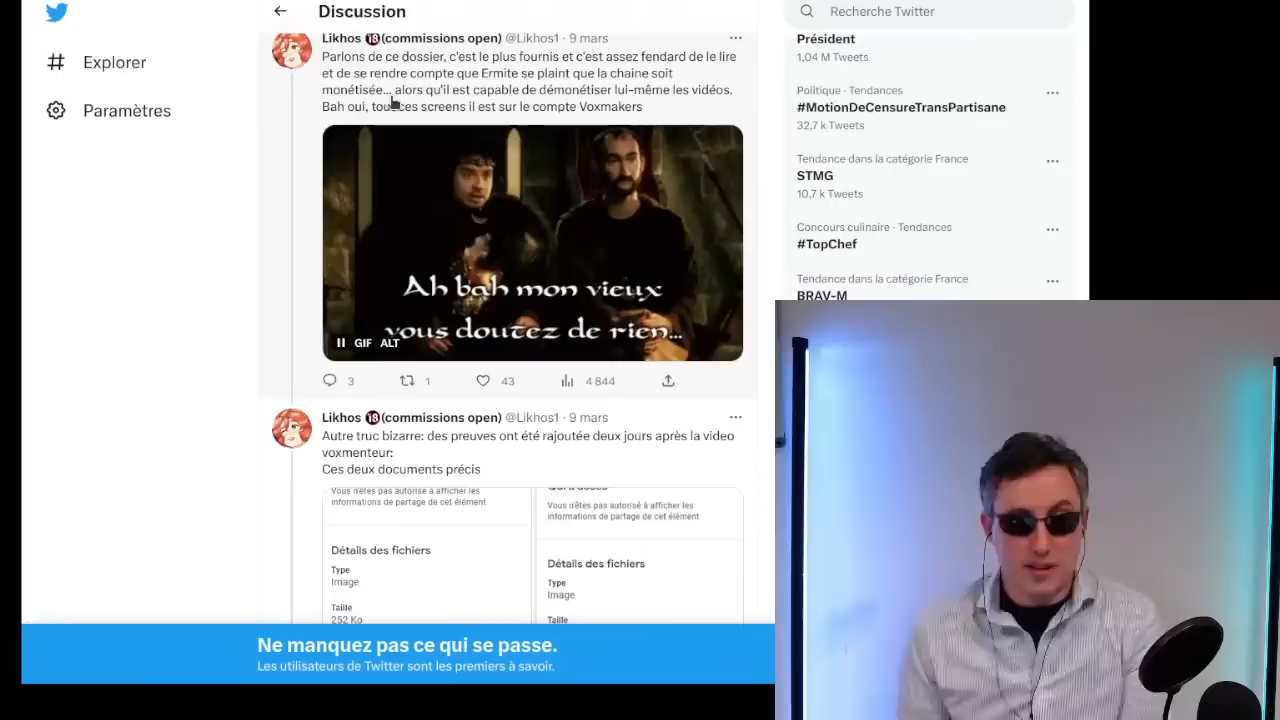 Discussion
Explorer
Paramètres
Likhos 🔞(commissions open) @Likhos1 · 9 mars
Parlons de ce dossier, c'est le plus fournis et c'est assez fendard de le lire
et de se rendre compte que Ermite se plaint que la chaine soit
monétisée... alors qu'il est capable de démonétiser lui-même les vidéos.
Bah oui, tous ces screens il est sur le compte Voxmakers
Ah bah mon vieux
vous doutez de rien...
GIF ALT
3 1 43 4 844
Likhos 🔞(commissions open) @Likhos1 · 9 mars
Autre truc bizarre: des preuves ont été rajoutée deux jours après la video
voxmenteur:
Ces deux documents précis
Vous n'êtes pas autorisé à afficher les
informations de partage de cet élément
Détails des fichiers
Type
Image
Taille
252 Ko
Vous n'êtes pas autorisé à afficher les
informations de partage de cet élément
Détails des fichiers
Type
Image
Taille
Recherche Twitter
Président
1,04 M Tweets
Politique · Tendances
#MotionDeCensureTransPartisane
32,7 k Tweets
Tendance dans la catégorie France
STMG
10,7 k Tweets
Concours culinaire · Tendances
#TopChef
Tendance dans la catégorie France
BRAV-M
Ne manquez pas ce qui se passe.
Les utilisateurs de Twitter sont les premiers à savoir.